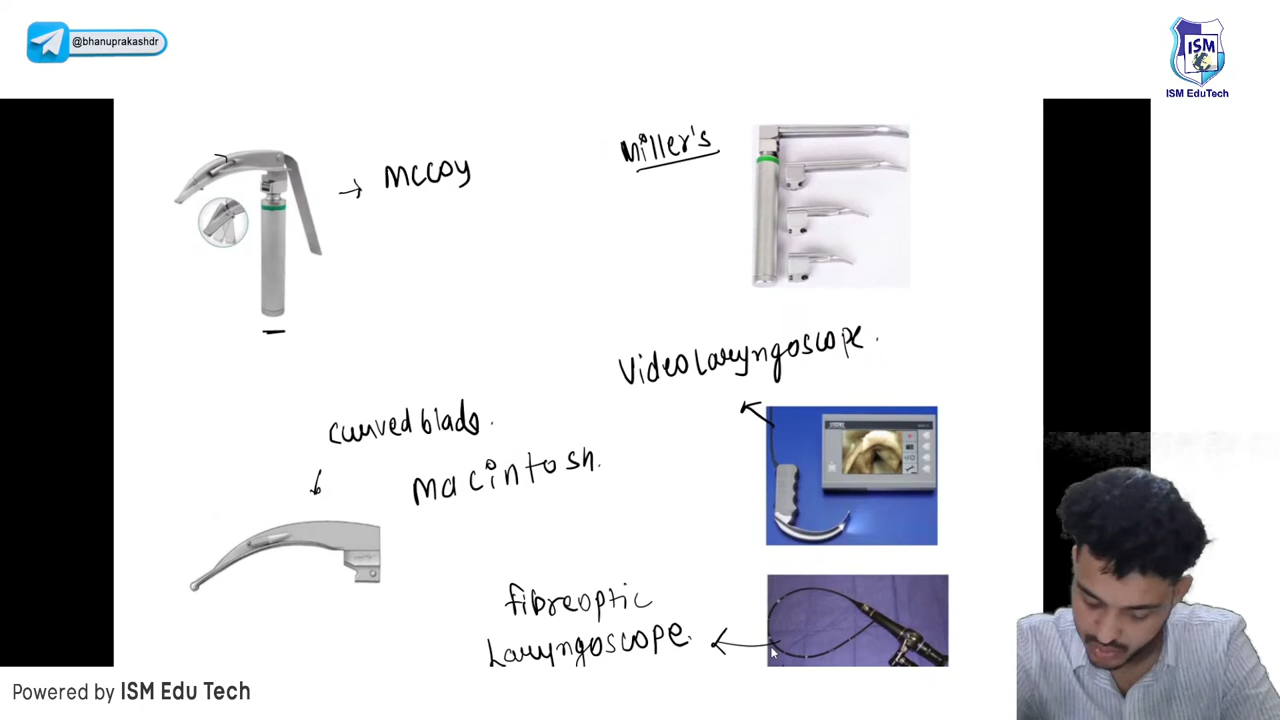 @bhanuprakashdr
ISM
ISM EduTech
McCoy
Miller's
Videolaryngoscope.
curved blade.
Macintosh.
fibreoptic
Laryngoscope.
Powered by ISM Edu Tech